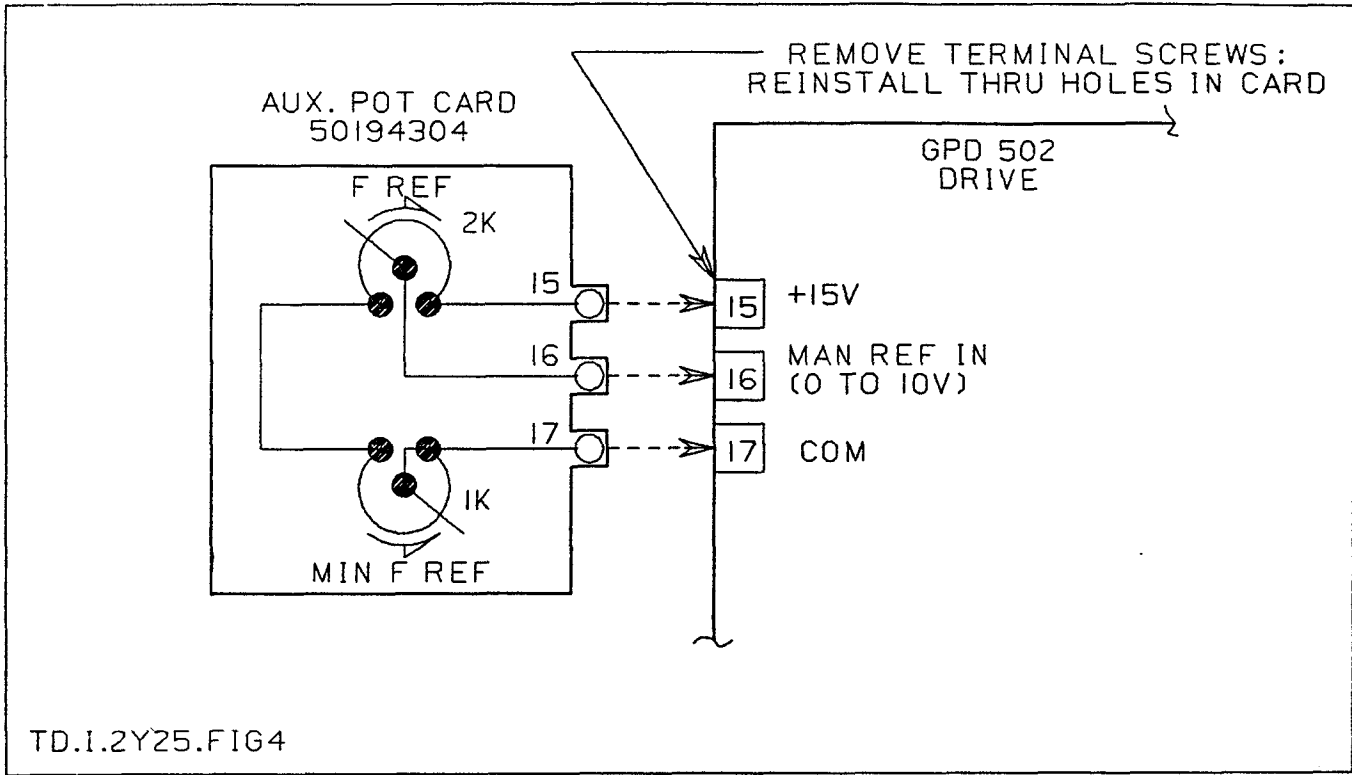 REMOVE TERMINAL SCREWS:
REINSTALL THRU HOLES IN CARD
AUX. POT CARD
50194304
GPD 502
DRIVE
F REF
2K
15
15
+15V
16
16
MAN REF IN
(0 TO 10V)
17
17
COM
1K
MIN F REF
TD.1.2Y25.FIG4